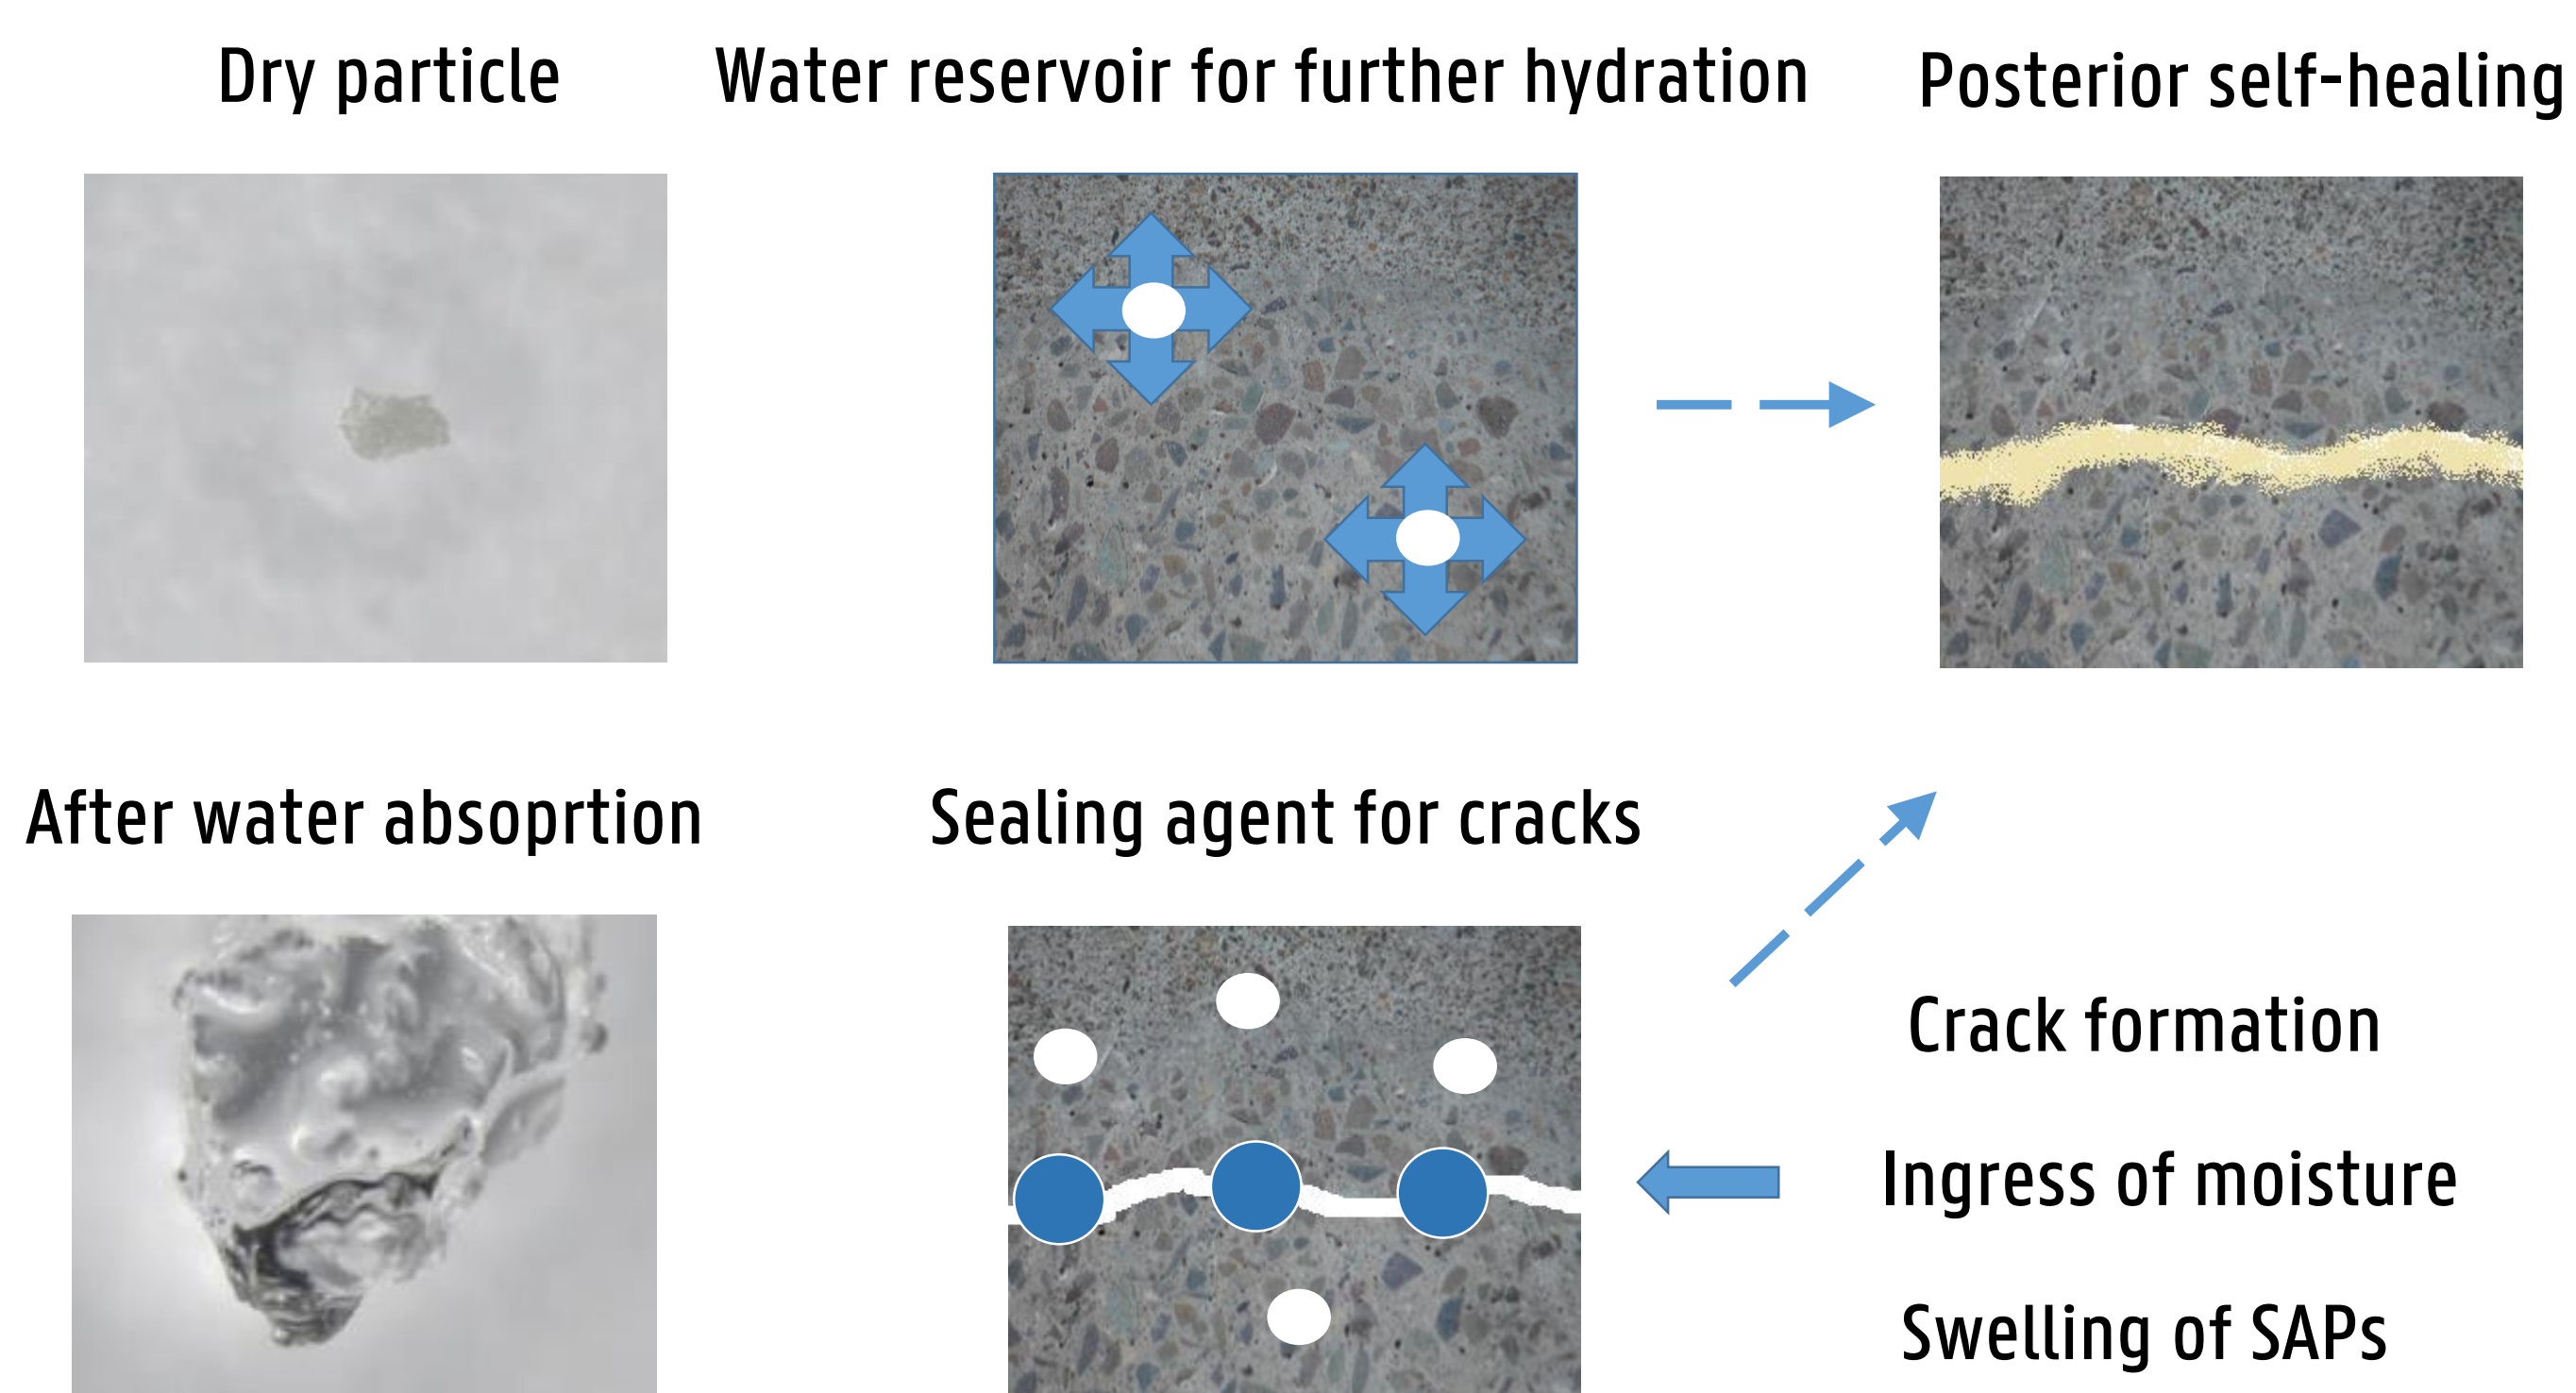 Dry particle
Water reservoir for further hydration
Posterior self-healing
After water absoprtion
Sealing agent for cracks
Crack formation
Ingress of moisture
Swelling of SAPs